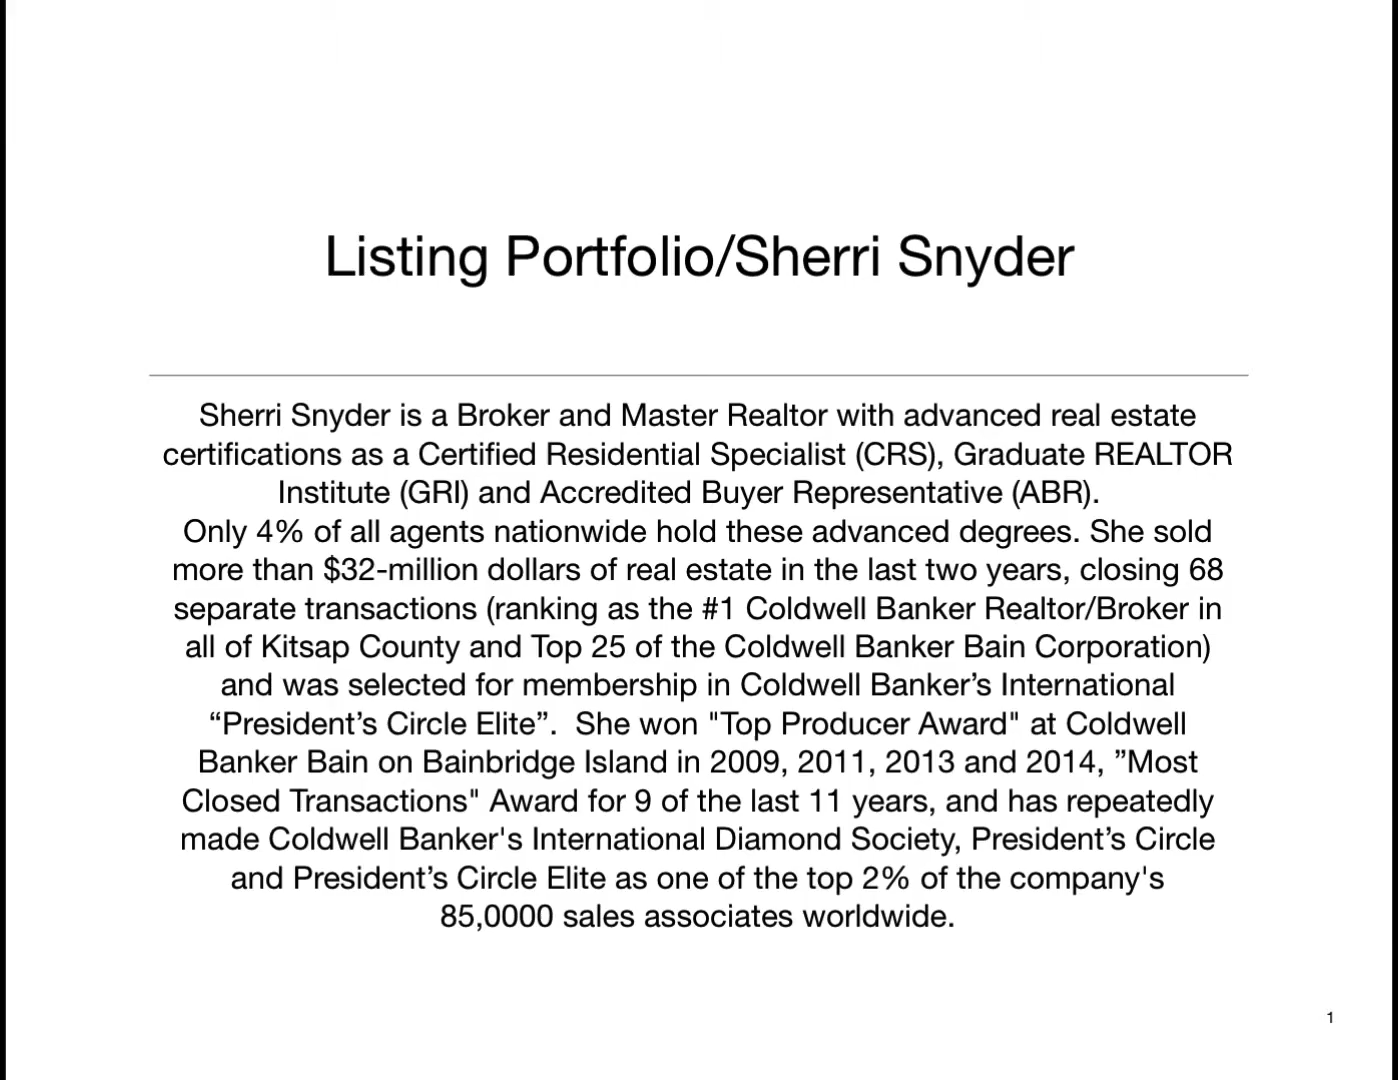 Listing Portfolio/Sherri Snyder
Sherri Snyder is a Broker and Master Realtor with advanced real estate
certifications as a Certified Residential Specialist (CRS), Graduate REALTOR
Institute (GRI) and Accredited Buyer Representative (ABR).
Only 4% of all agents nationwide hold these advanced degrees. She sold
more than $32-million dollars of real estate in the last two years, closing 68
separate transactions (ranking as the #1 Coldwell Banker Realtor/Broker in
all of Kitsap County and Top 25 of the Coldwell Banker Bain Corporation)
and was selected for membership in Coldwell Banker’s International
“President’s Circle Elite”.  She won "Top Producer Award" at Coldwell
Banker Bain on Bainbridge Island in 2009, 2011, 2013 and 2014, ”Most
Closed Transactions" Award for 9 of the last 11 years, and has repeatedly
made Coldwell Banker's International Diamond Society, President’s Circle
and President’s Circle Elite as one of the top 2% of the company's
85,0000 sales associates worldwide.
1